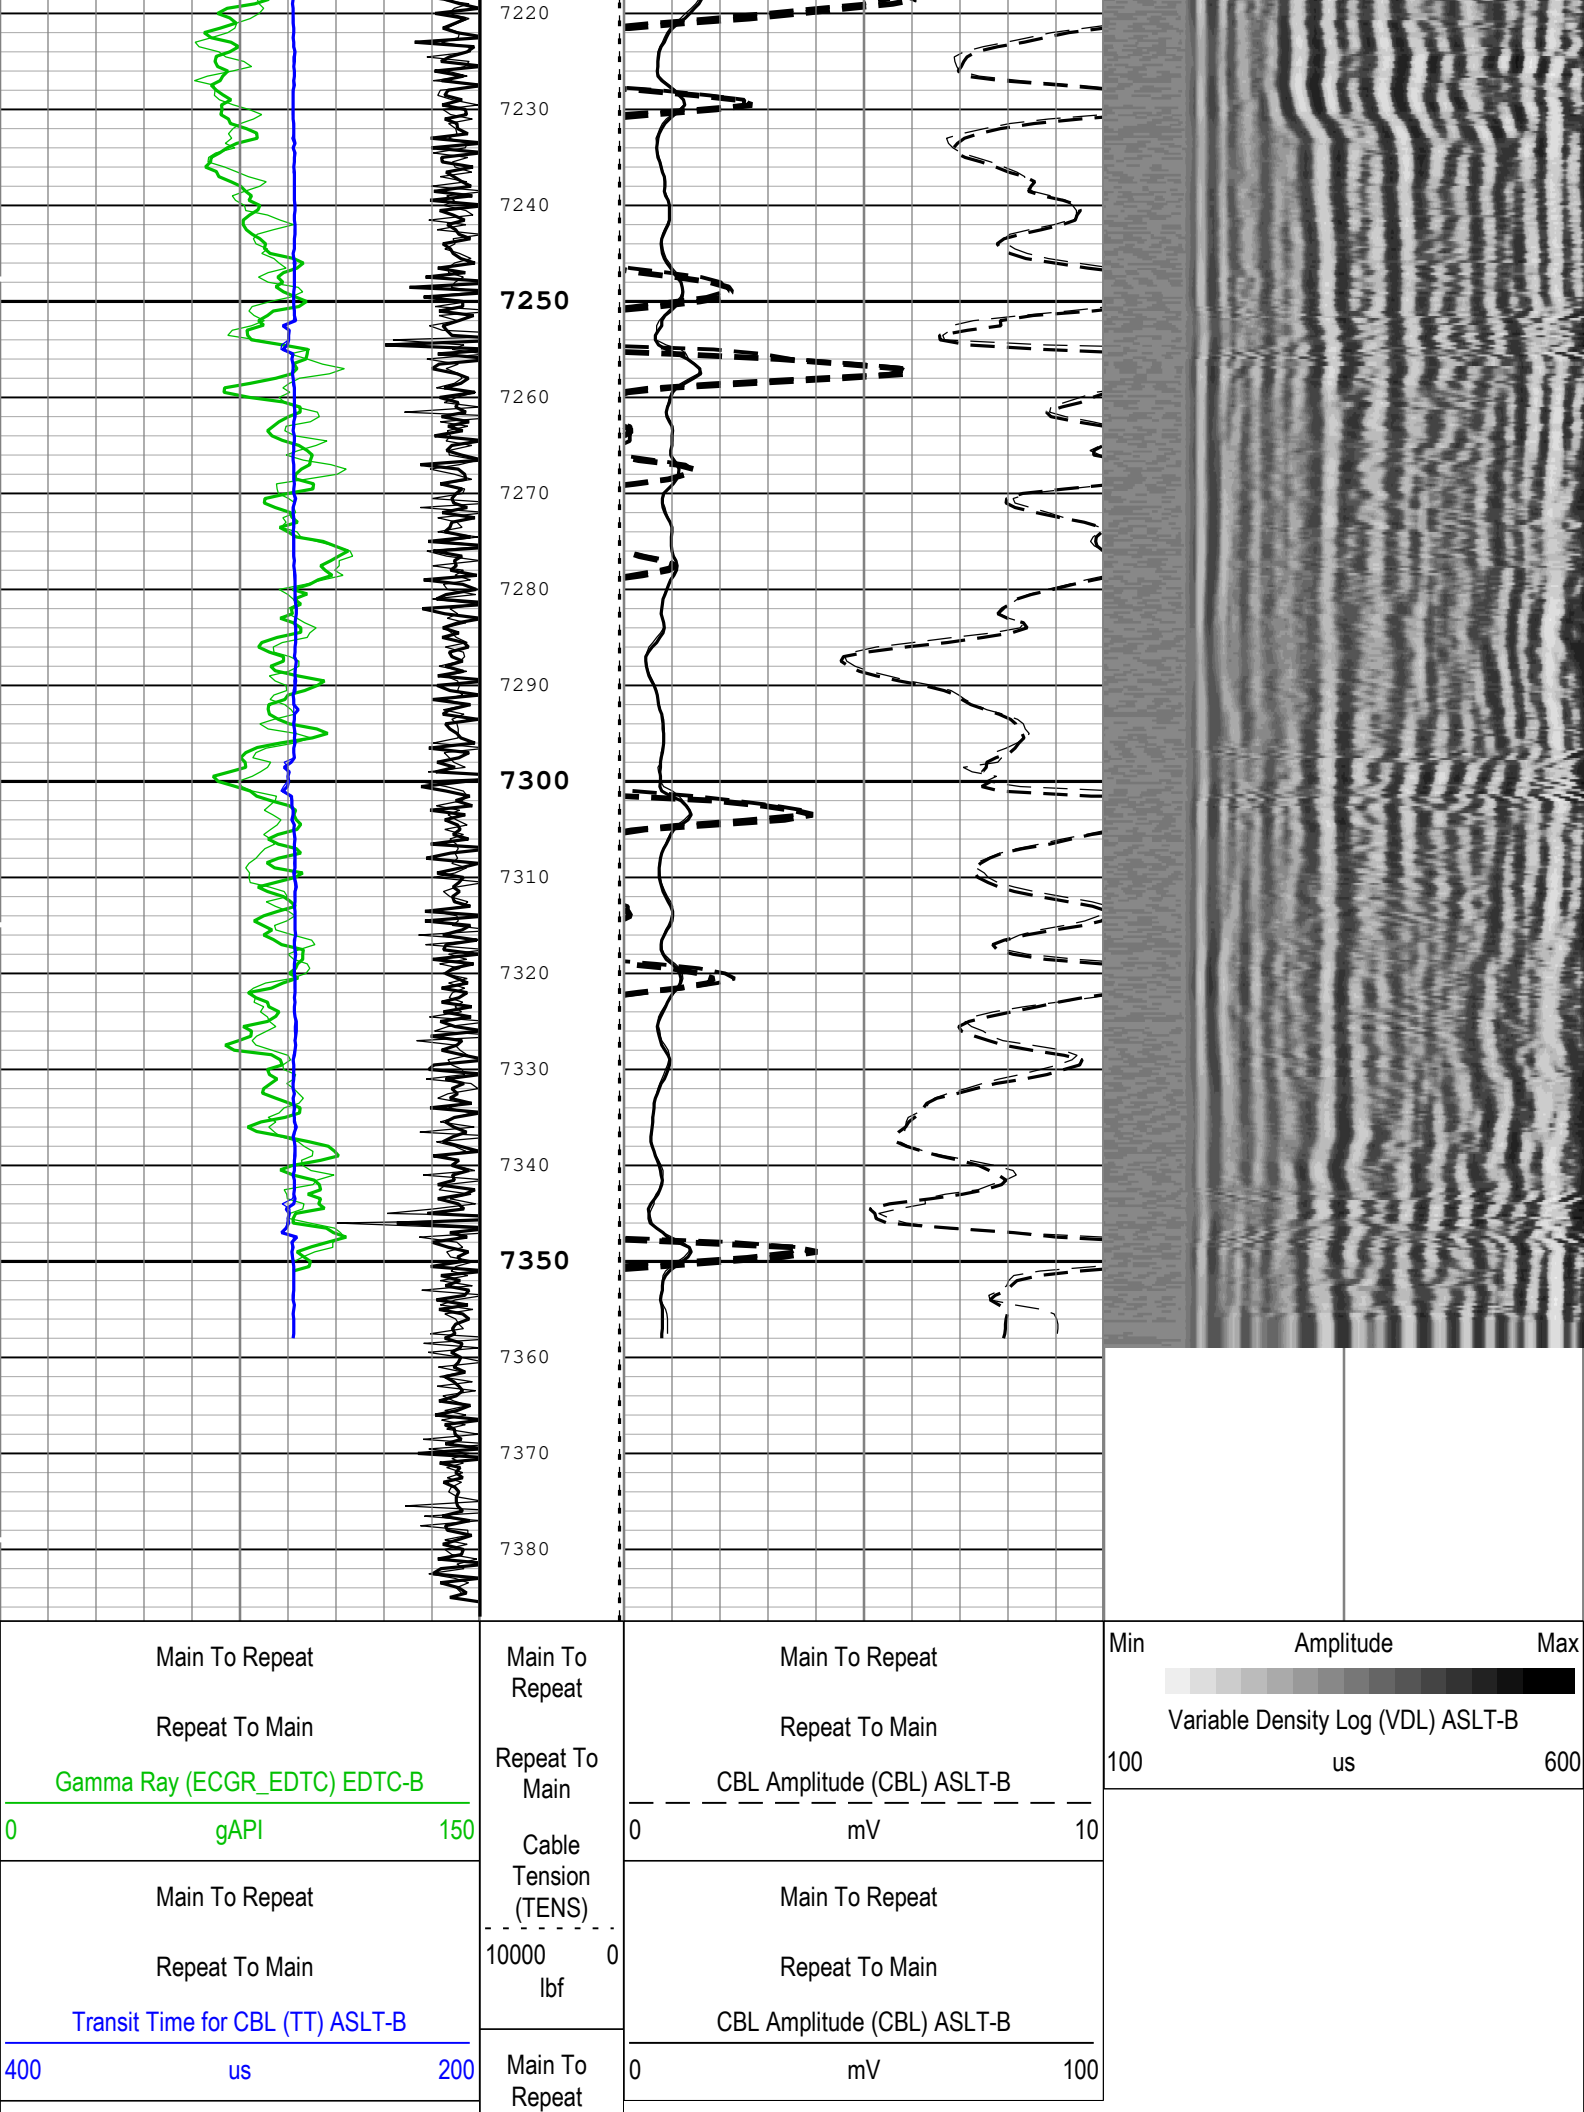 7220
7230
7240
7250
7260
7270
7280
7290
7300
7310
7320
7330
7340
7350
7360
7370
7380
Main To Repeat
Repeat To Main
Gamma Ray (ECGR_EDTC) EDTC-B
0 gAPI 150
Main To Repeat
Repeat To Main
Transit Time for CBL (TT) ASLT-B
400 us 200
Main To
Repeat
Repeat To
Main
Cable
Tension
(TENS)
10000 0
lbf
Main To
Repeat
Main To Repeat
Repeat To Main
CBL Amplitude (CBL) ASLT-B
0 mV 10
Main To Repeat
Repeat To Main
CBL Amplitude (CBL) ASLT-B
0 mV 100
Min Amplitude Max
Variable Density Log (VDL) ASLT-B
100 us 600